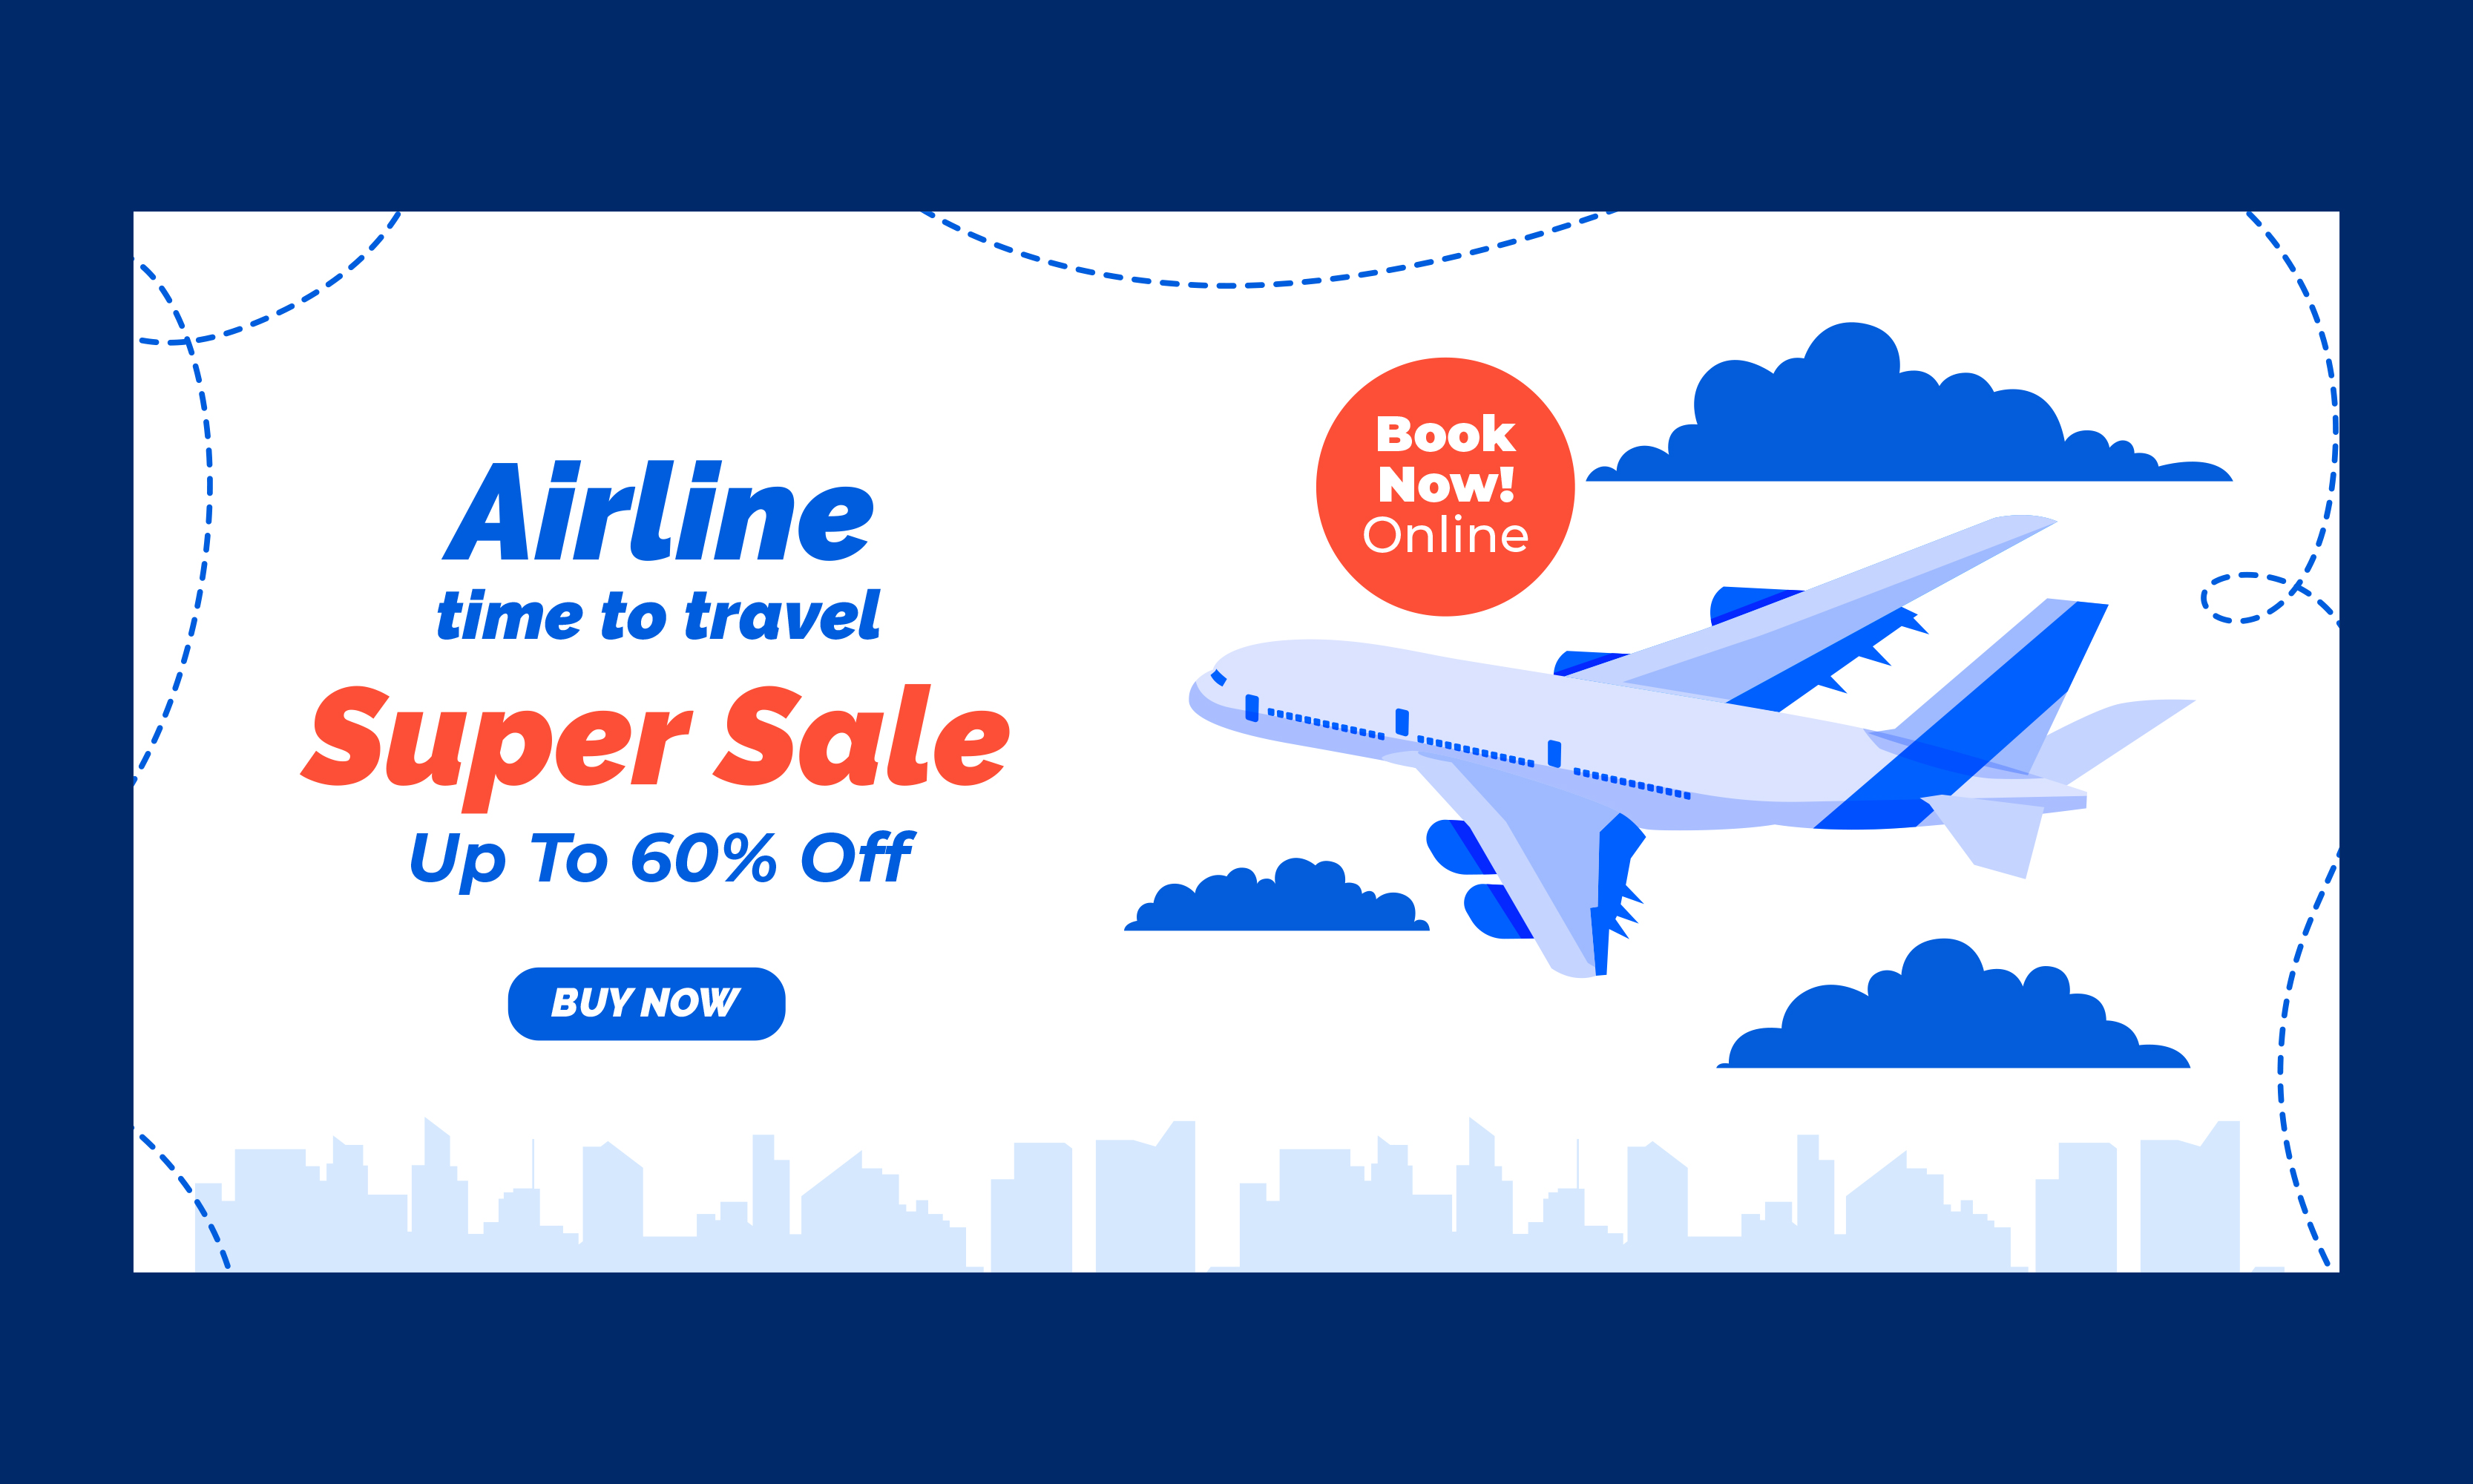 Airline
time to travel
Super Sale
Up To 60% Off
BUY NOW
Book
Now!
Online